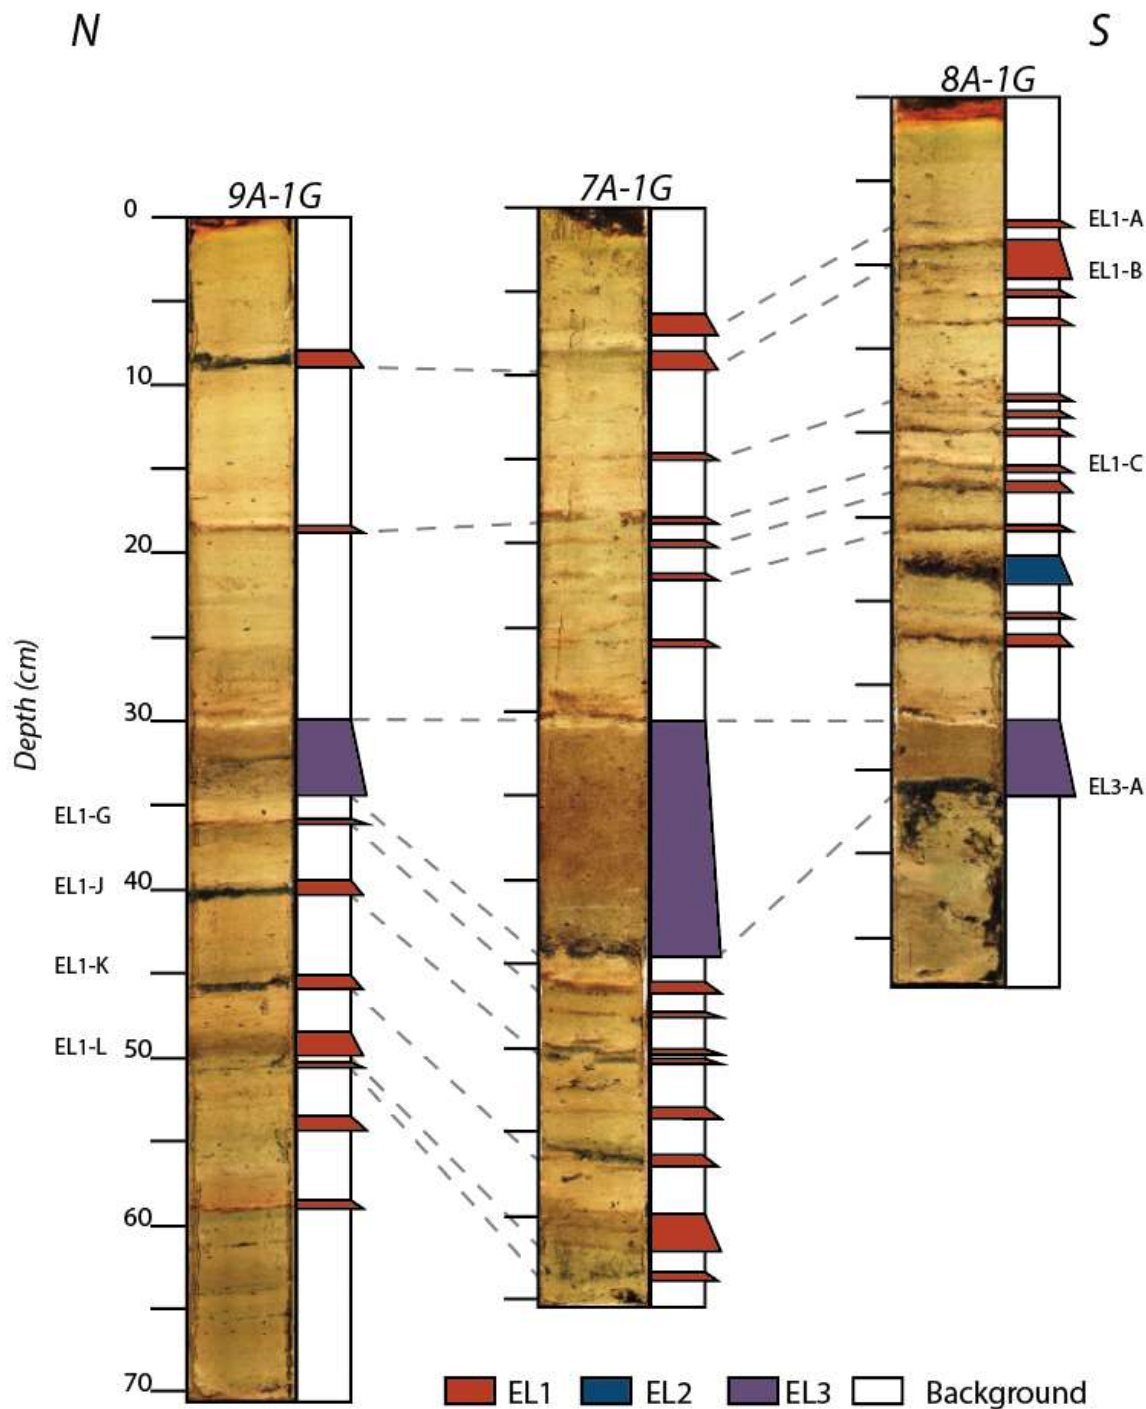 N
S
8A-1G
9A-1G
7A-1G
0
EL1-A
EL1-B
10
EL1-C
20
Depth (cm)
30
EL3-A
EL1-G
EL1-J
40
EL1-K
EL1-L
50
60
70
EL1
EL2
EL3
Background